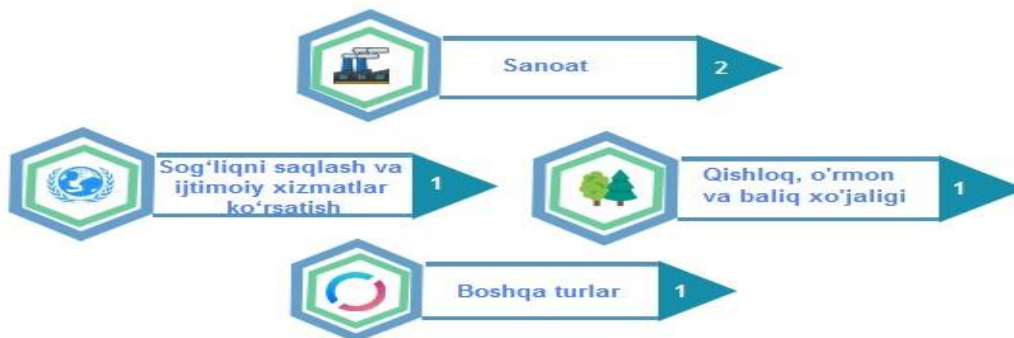 Sanoat
2
Sog‘liqni saqlash va
ijtimoiy xizmatlar
ko‘rsatish
1
Qishloq, o'rmon
va baliq xo'jaligi
1
Boshqa turlar
1